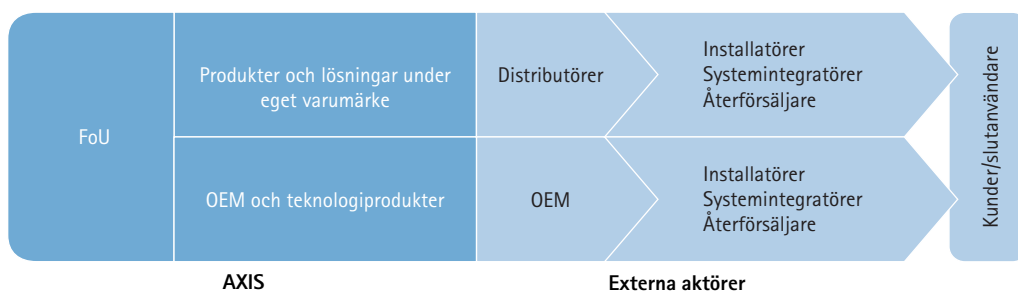 FoU
Produkter och lösningar under
eget varumärke
Distributörer
Installatörer
Systemintegratörer
Återförsäljare
OEM och teknologiprodukter
OEM
Installatörer
Systemintegratörer
Återförsäljare
Kunder/slutanvändare
AXIS
Externa aktörer